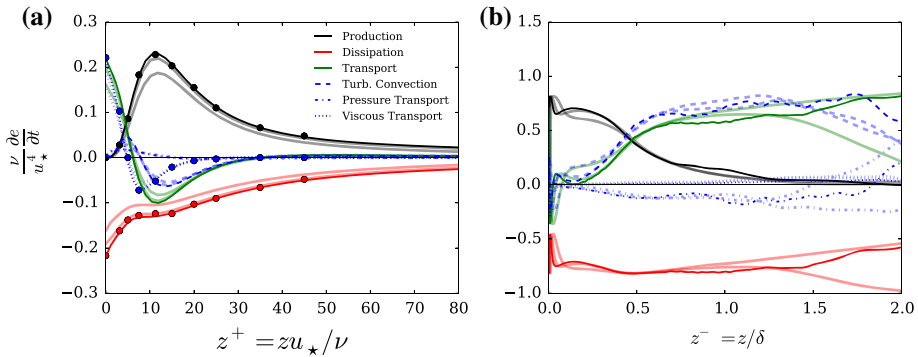 (a)
(b)
0.3
0.2
0.1
0.0
−0.1
−0.2
−0.3
ν/u⋆⁴ ∂e/∂t
Production
Dissipation
Transport
Turb. Convection
Pressure Transport
Viscous Transport
0 10 20 30 40 50 60 70 80
z⁺ = zu⋆/ν
1.0
0.5
0.0
−0.5
−1.0
0.0 0.5 1.0 1.5 2.0
z⁻ = z/δ